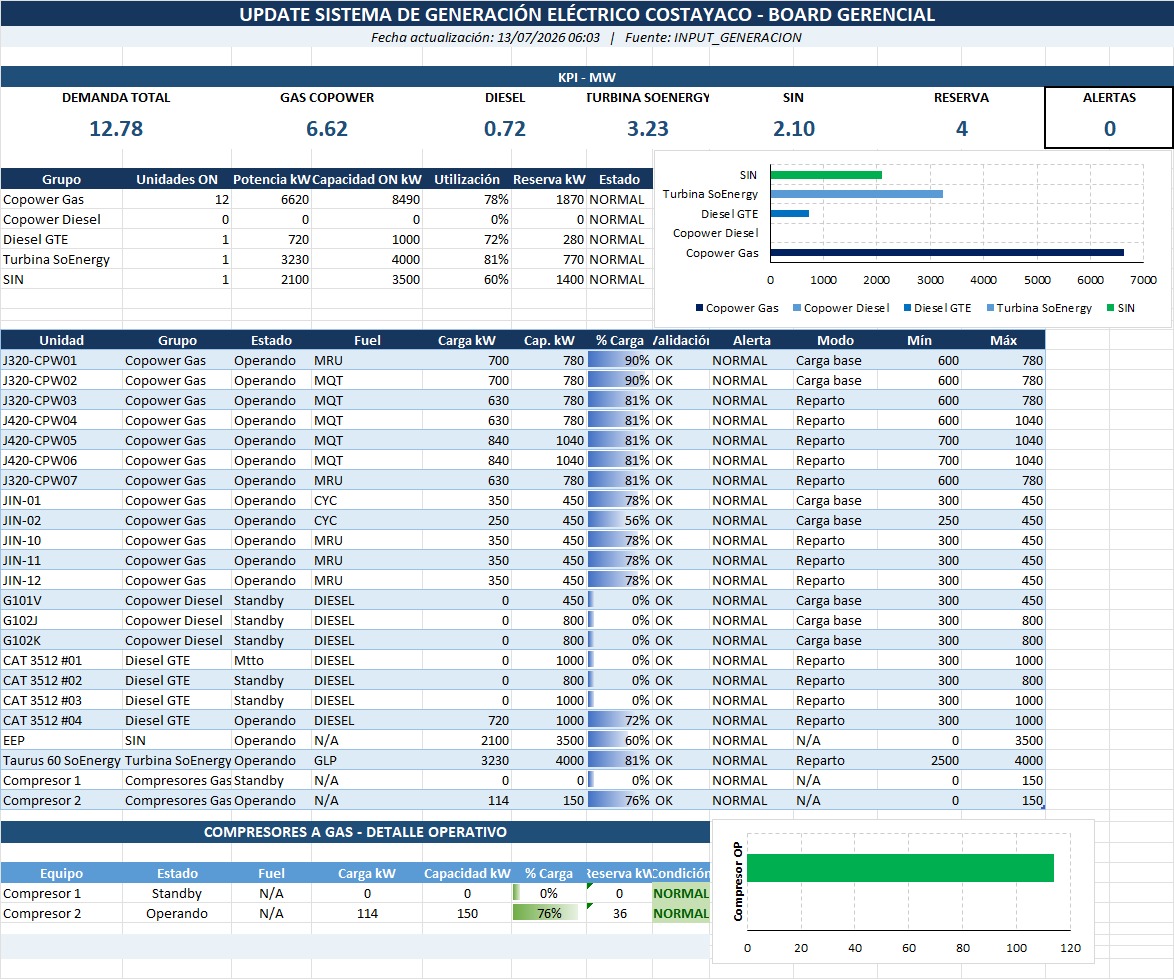 UPDATE SISTEMA DE GENERACIÓN ELÉCTRICO COSTAYACO - BOARD GERENCIAL
Fecha actualización: 13/07/2026 06:03 | Fuente: INPUT_GENERACION
KPI - MW
DEMANDA TOTAL GAS COPOWER DIESEL TURBINA SOENERGY SIN RESERVA ALERTAS
12.78 6.62 0.72 3.23 2.10 4 0
Grupo Unidades ON Potencia kW Capacidad ON kW Utilización Reserva kW Estado
Copower Gas 12 6620 8490 78% 1870 NORMAL
Copower Diesel 0 0 0 0% 0 NORMAL
Diesel GTE 1 720 1000 72% 280 NORMAL
Turbina SoEnergy 1 3230 4000 81% 770 NORMAL
SIN 1 2100 3500 60% 1400 NORMAL
SIN
Turbina SoEnergy
Diesel GTE
Copower Diesel
Copower Gas
0 1000 2000 3000 4000 5000 6000 7000
Copower Gas Copower Diesel Diesel GTE Turbina SoEnergy SIN
Unidad Grupo Estado Fuel Carga kW Cap. kW % Carga Validación Alerta Modo Mín Máx
J320-CPW01 Copower Gas Operando MRU 700 780 90% OK NORMAL Carga base 600 780
J320-CPW02 Copower Gas Operando MQT 700 780 90% OK NORMAL Carga base 600 780
J320-CPW03 Copower Gas Operando MQT 630 780 81% OK NORMAL Reparto 600 780
J420-CPW04 Copower Gas Operando MQT 630 780 81% OK NORMAL Reparto 600 1040
J420-CPW05 Copower Gas Operando MQT 840 1040 81% OK NORMAL Reparto 700 1040
J420-CPW06 Copower Gas Operando MQT 840 1040 81% OK NORMAL Reparto 700 1040
J320-CPW07 Copower Gas Operando MRU 630 780 81% OK NORMAL Reparto 600 780
JIN-01 Copower Gas Operando CYC 350 450 78% OK NORMAL Carga base 300 450
JIN-02 Copower Gas Operando CYC 250 450 56% OK NORMAL Carga base 250 450
JIN-10 Copower Gas Operando MRU 350 450 78% OK NORMAL Reparto 300 450
JIN-11 Copower Gas Operando MRU 350 450 78% OK NORMAL Reparto 300 450
JIN-12 Copower Gas Operando MRU 350 450 78% OK NORMAL Reparto 300 450
G101V Copower Diesel Standby DIESEL 0 450 0% OK NORMAL Carga base 300 450
G102J Copower Diesel Standby DIESEL 0 800 0% OK NORMAL Carga base 300 800
G102K Copower Diesel Standby DIESEL 0 800 0% OK NORMAL Carga base 300 800
CAT 3512 #01 Diesel GTE Mtto DIESEL 0 1000 0% OK NORMAL Reparto 300 1000
CAT 3512 #02 Diesel GTE Standby DIESEL 0 800 0% OK NORMAL Reparto 300 800
CAT 3512 #03 Diesel GTE Standby DIESEL 0 1000 0% OK NORMAL Reparto 300 1000
CAT 3512 #04 Diesel GTE Operando DIESEL 720 1000 72% OK NORMAL Reparto 300 1000
EEP SIN Operando N/A 2100 3500 60% OK NORMAL N/A 0 3500
Taurus 60 SoEnergy Turbina SoEnergy Operando GLP 3230 4000 81% OK NORMAL Reparto 2500 4000
Compresor 1 Compresores Gas Standby N/A 0 0 0% OK NORMAL N/A 0 150
Compresor 2 Compresores Gas Operando N/A 114 150 76% OK NORMAL N/A 0 150
COMPRESORES A GAS - DETALLE OPERATIVO
Equipo Estado Fuel Carga kW Capacidad kW % Carga Reserva kW Condición
Compresor 1 Standby N/A 0 0 0% 0 NORMAL
Compresor 2 Operando N/A 114 150 76% 36 NORMAL
Compresor OP
0 20 40 60 80 100 120